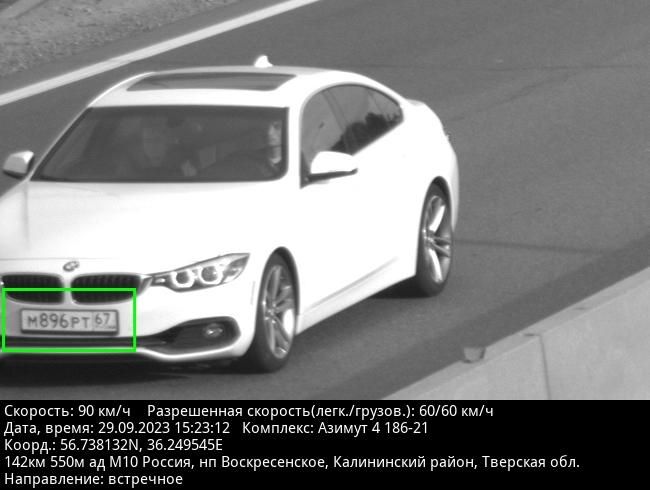 М896РТ 67
Скорость: 90 км/ч Разрешенная скорость(легк./грузов.): 60/60 км/ч
Дата, время: 29.09.2023 15:23:12 Комплекс: Азимут 4 186-21
Коорд.: 56.738132N, 36.249545E
142км 550м ад М10 Россия, нп Воскресенское, Калининский район, Тверская обл.
Направление: встречное